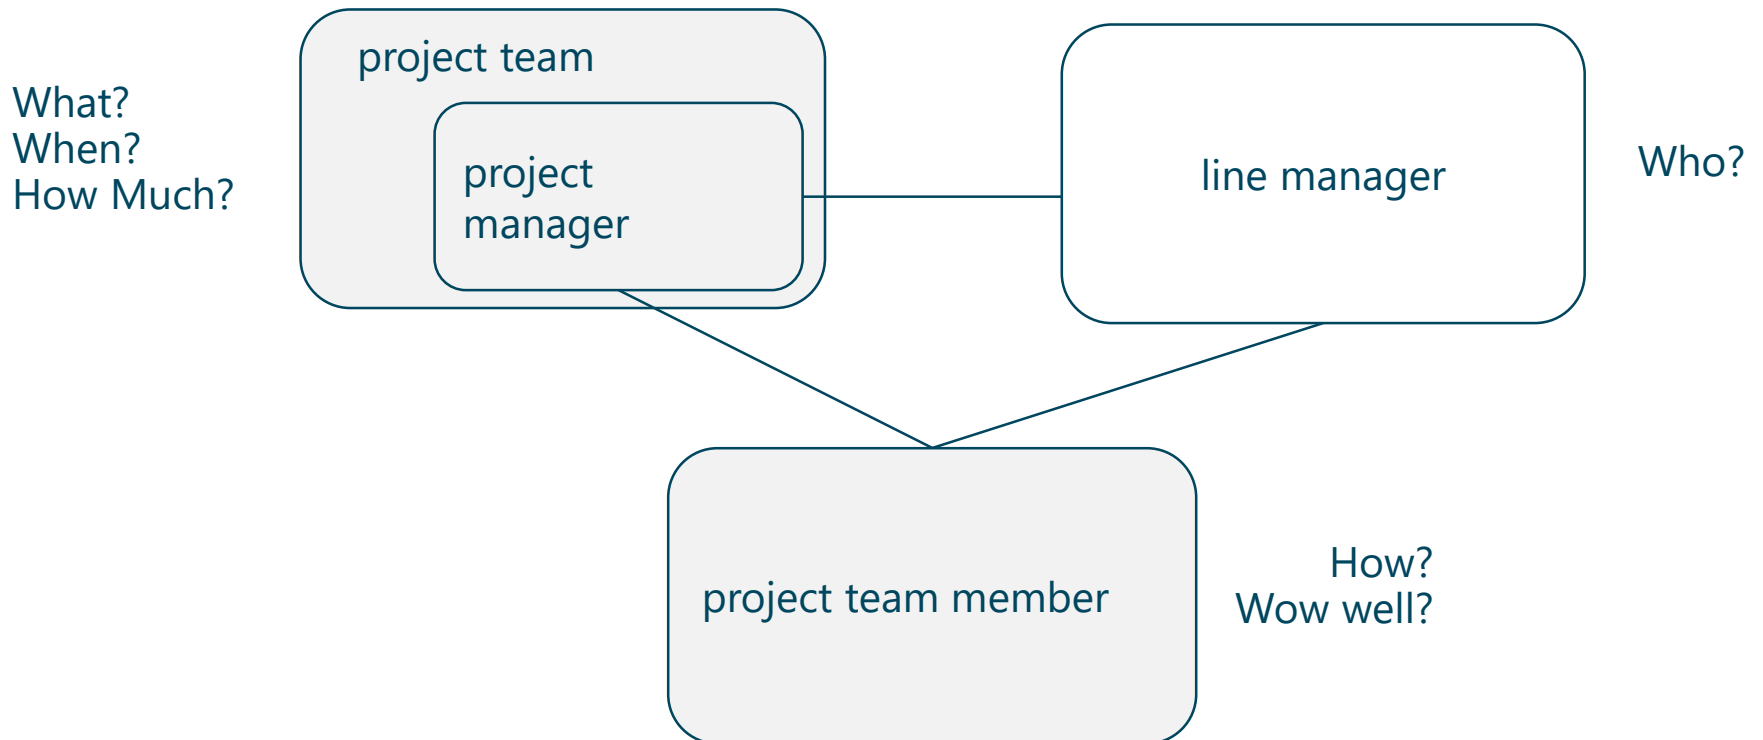 project team
What?
When?
How Much?
project
manager
line manager
Who?
project team member
How?
Wow well?